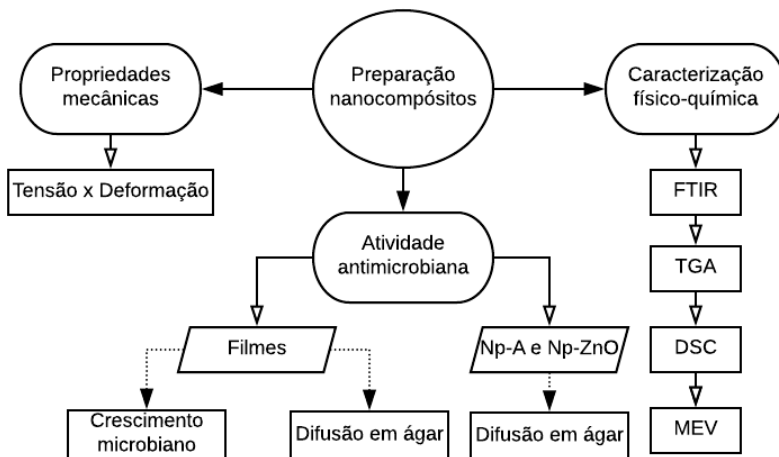 Propriedades
mecânicas
Preparação
nanocompósitos
Caracterização
físico-química
Tensão x Deformação
FTIR
Atividade
antimicrobiana
TGA
Filmes
Np-A e Np-ZnO
DSC
Crescimento
microbiano
Difusão em ágar
Difusão em ágar
MEV